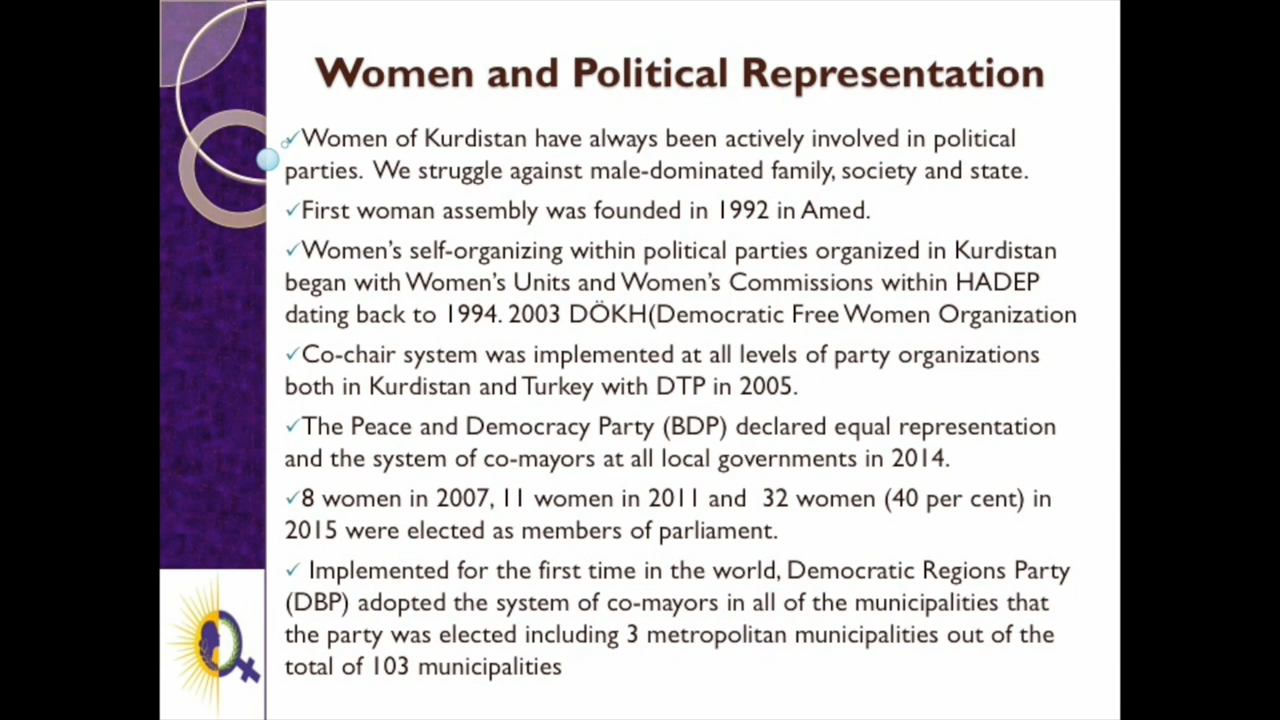 Women and Political Representation
✓Women of Kurdistan have always been actively involved in political
parties. We struggle against male-dominated family, society and state.
✓First woman assembly was founded in 1992 in Amed.
✓Women's self-organizing within political parties organized in Kurdistan
began with Women's Units and Women's Commissions within HADEP
dating back to 1994. 2003 DÖKH(Democratic Free Women Organization
✓Co-chair system was implemented at all levels of party organizations
both in Kurdistan and Turkey with DTP in 2005.
✓The Peace and Democracy Party (BDP) declared equal representation
and the system of co-mayors at all local governments in 2014.
✓8 women in 2007, 11 women in 2011 and 32 women (40 per cent) in
2015 were elected as members of parliament.
✓ Implemented for the first time in the world, Democratic Regions Party
(DBP) adopted the system of co-mayors in all of the municipalities that
the party was elected including 3 metropolitan municipalities out of the
total of 103 municipalities